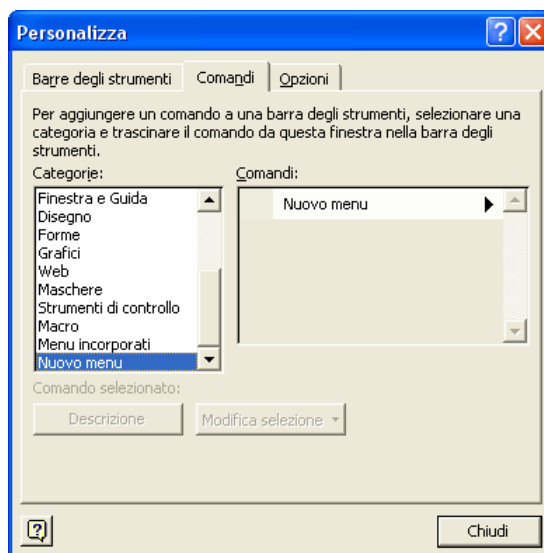 Personalizza
Barre degli strumenti
Comandi
Opzioni
Per aggiungere un comando a una barra degli strumenti, selezionare una
categoria e trascinare il comando da questa finestra nella barra degli
strumenti.
Categorie:
Comandi:
Finestra e Guida
Disegno
Forme
Grafici
Web
Maschere
Strumenti di controllo
Macro
Menu incorporati
Nuovo menu
Nuovo menu
Comando selezionato:
Descrizione
Modifica selezione
Chiudi